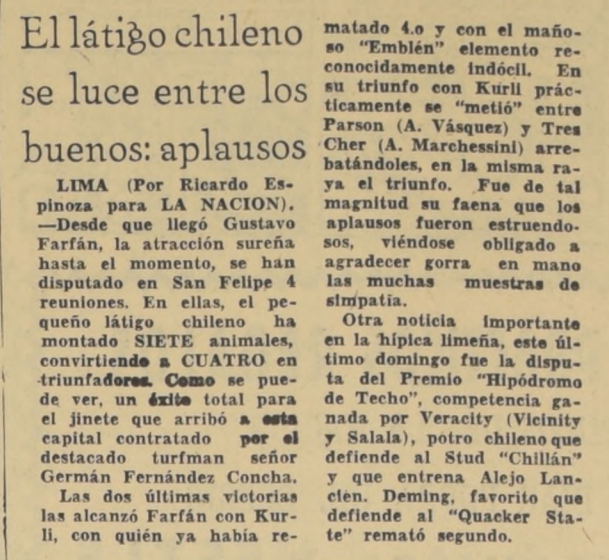 El látigo chileno
se luce entre los
buenos: aplausos
LIMA (Por Ricardo Es-
pinoza para LA NACION).
—Desde que llegó Gustavo
Farfán, la atracción sureña
hasta el momento, se han
disputado en San Felipe 4
reuniones. En ellas, el pe-
queño látigo chileno ha
montado SIETE animales,
convirtiendo a CUATRO en
triunfadores. Como se pue-
de ver, un éxito total para
el jinete que arribó a esta
capital contratado por el
destacado turfman señor
Germán Fernández Concha.
Las dos últimas victorias
las alcanzó Farfán con Kur-
li, con quién ya había re-
matado 4.o y con el maño-
so "Emblén" elemento re-
conocidamente indócil. En
su triunfo con Kurli prác-
ticamente se "metió" entre
Parson (A. Vásquez) y Tres
Cher (A. Marchessini) arre-
batándoles, en la misma ra-
ya el triunfo. Fue de tal
magnitud su faena que los
aplausos fueron estruendo-
sos, viéndose obligado a
agradecer gorra en mano
las muchas muestras de
simpatía.
Otra noticia importante
en la hípica limeña, este úl-
timo domingo fue la dispu-
ta del Premio "Hipódromo
de Techo", competencia ga-
nada por Veracity (Vicinity
y Salala), potro chileno que
defiende al Stud "Chillán"
y que entrena Alejo Lan-
cien. Deming, favorito que
defiende al "Quacker Sta-
te" remató segundo.